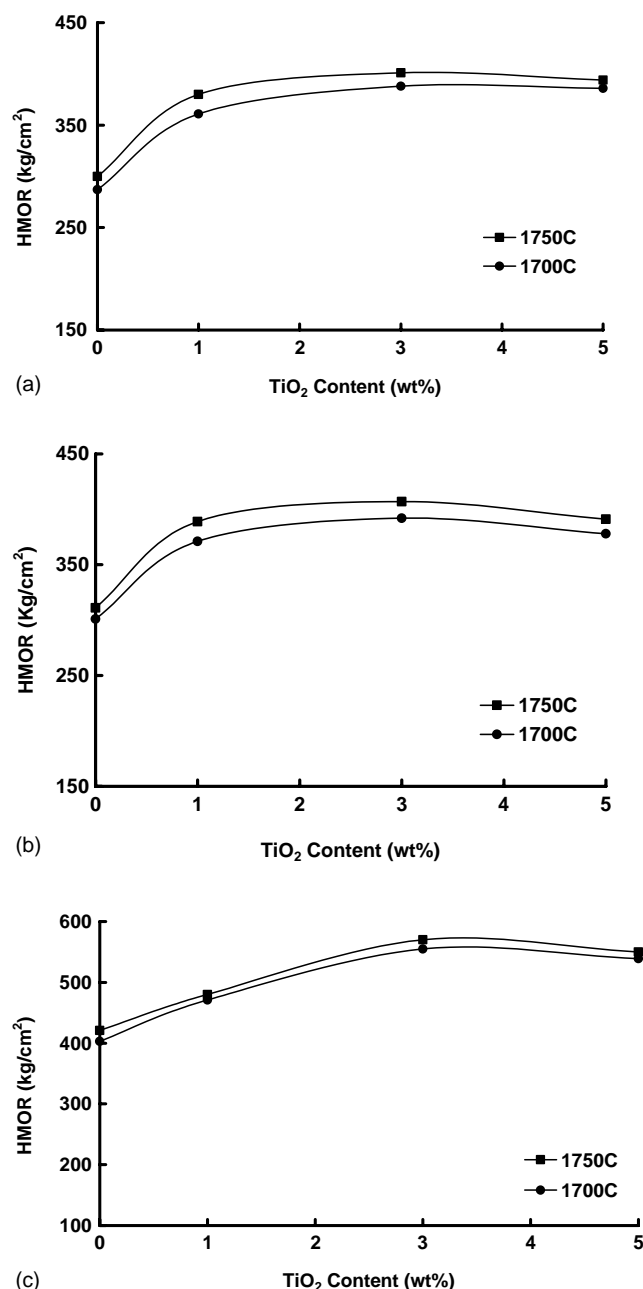 450
350
250
150
HMOR (kg/cm²)
1750C
1700C
0 1 2 3 4 5
(a)
TiO₂ Content (wt%)
450
350
250
150
HMOR (Kg/cm²)
1750C
1700C
0 1 2 3 4 5
(b)
TiO₂ Content (wt%)
600
500
400
300
200
100
HMOR (kg/cm²)
1750C
1700C
0 1 2 3 4 5
(c)
TiO₂ Content (wt%)